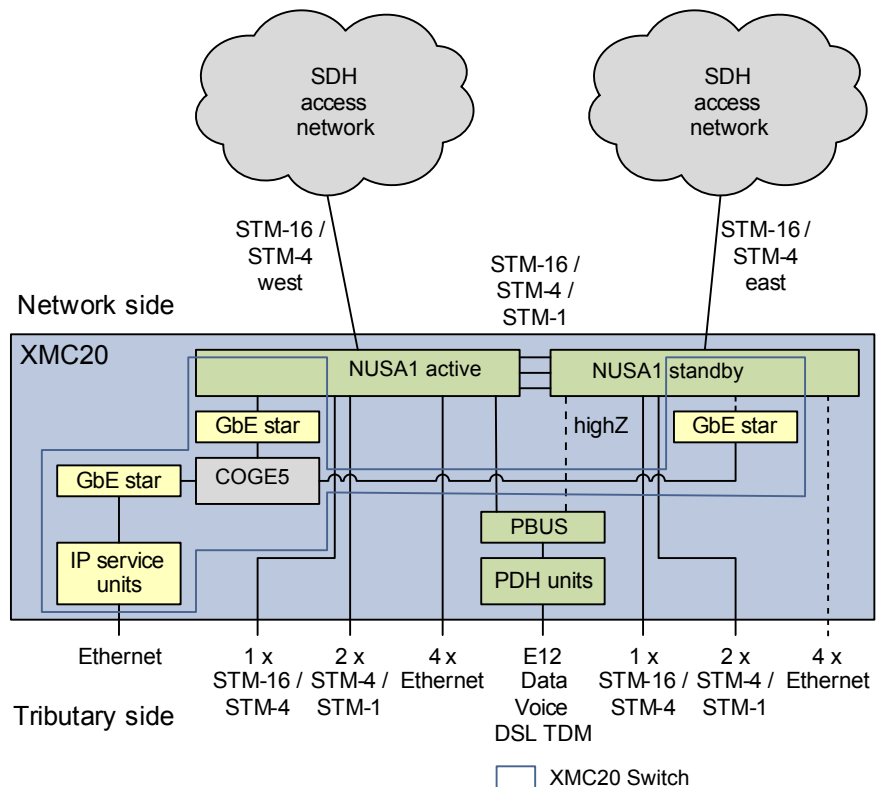 SDH
access
network
SDH
access
network
STM-16 /
STM-4
west
STM-16 /
STM-4 /
STM-1
STM-16 /
STM-4
east
Network side
XMC20
NUSA1 active
NUSA1 standby
GbE star
highZ
GbE star
GbE star
COGE5
PBUS
IP service
units
PDH units
Ethernet
1 x
STM-16 /
STM-4
2 x
STM-4 /
STM-1
4 x
Ethernet
E12
Data
Voice
DSL TDM
1 x
STM-16 /
STM-4
2 x
STM-4 /
STM-1
4 x
Ethernet
Tributary side
XMC20 Switch